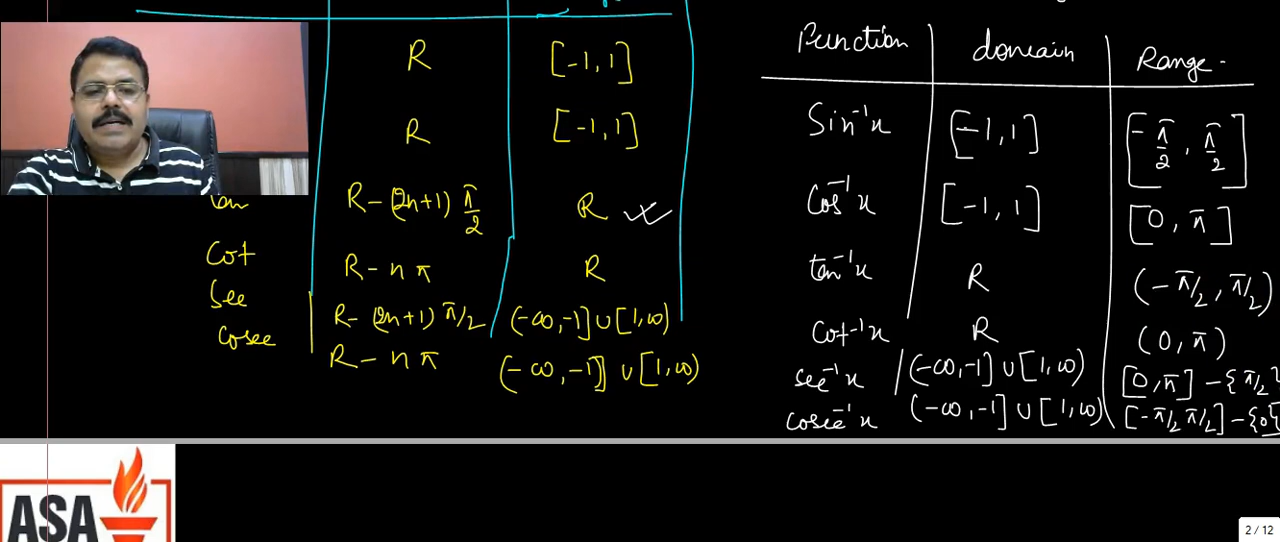 R [-1, 1]
R [-1, 1]
tan R - (2n+1) π/2 R
Cot R - nπ R
Sec R - (2n+1) π/2 (-∞, -1] ∪ [1, ∞)
Cosec R - nπ (-∞, -1] ∪ [1, ∞)
Function domain Range -
Sin⁻¹x [-1, 1] [-π/2, π/2]
Cos⁻¹x [-1, 1] [0, π]
tan⁻¹x R (-π/2, π/2)
Cot⁻¹x R (0, π)
sec⁻¹x (-∞, -1] ∪ [1, ∞) [0, π] - {π/2}
cosec⁻¹x (-∞, -1] ∪ [1, ∞) [-π/2 π/2] - {0}
ASA
2 / 12